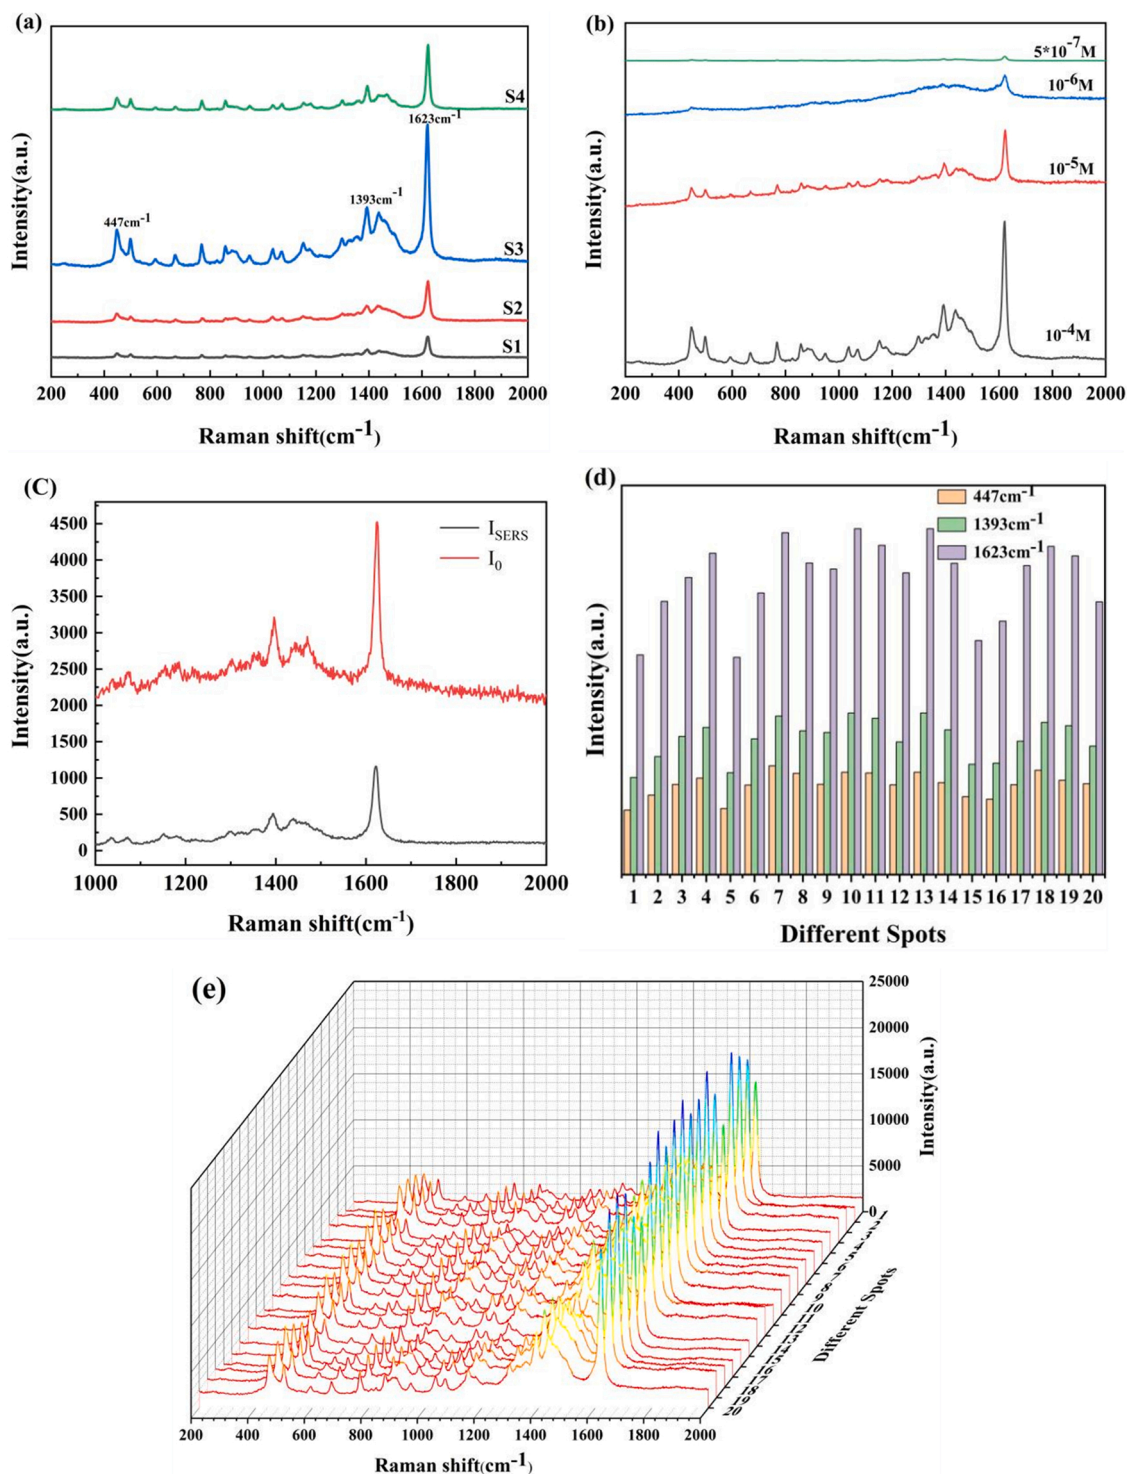 (a)
S4
1623cm-1
1393cm-1
447cm-1
S3
S2
S1
Intensity(a.u.)
200 400 600 800 1000 1200 1400 1600 1800 2000
Raman shift(cm-1)
(b)
5*10-7M
10-6M
10-5M
10-4M
Intensity(a.u.)
200 400 600 800 1000 1200 1400 1600 1800 2000
Raman shift(cm-1)
(C)
4500
4000
3500
3000
2500
2000
1500
1000
500
0
ISERS
I0
Intensity(a.u.)
1000 1200 1400 1600 1800 2000
Raman shift(cm-1)
(d)
447cm-1
1393cm-1
1623cm-1
Intensity(a.u.)
1 2 3 4 5 6 7 8 9 10 11 12 13 14 15 16 17 18 19 20
Different Spots
(e)
25000
20000
15000
10000
5000
0
Intensity(a.u.)
Different Spots
20
200 400 600 800 1000 1200 1400 1600 1800 2000
Raman shift(cm-1)